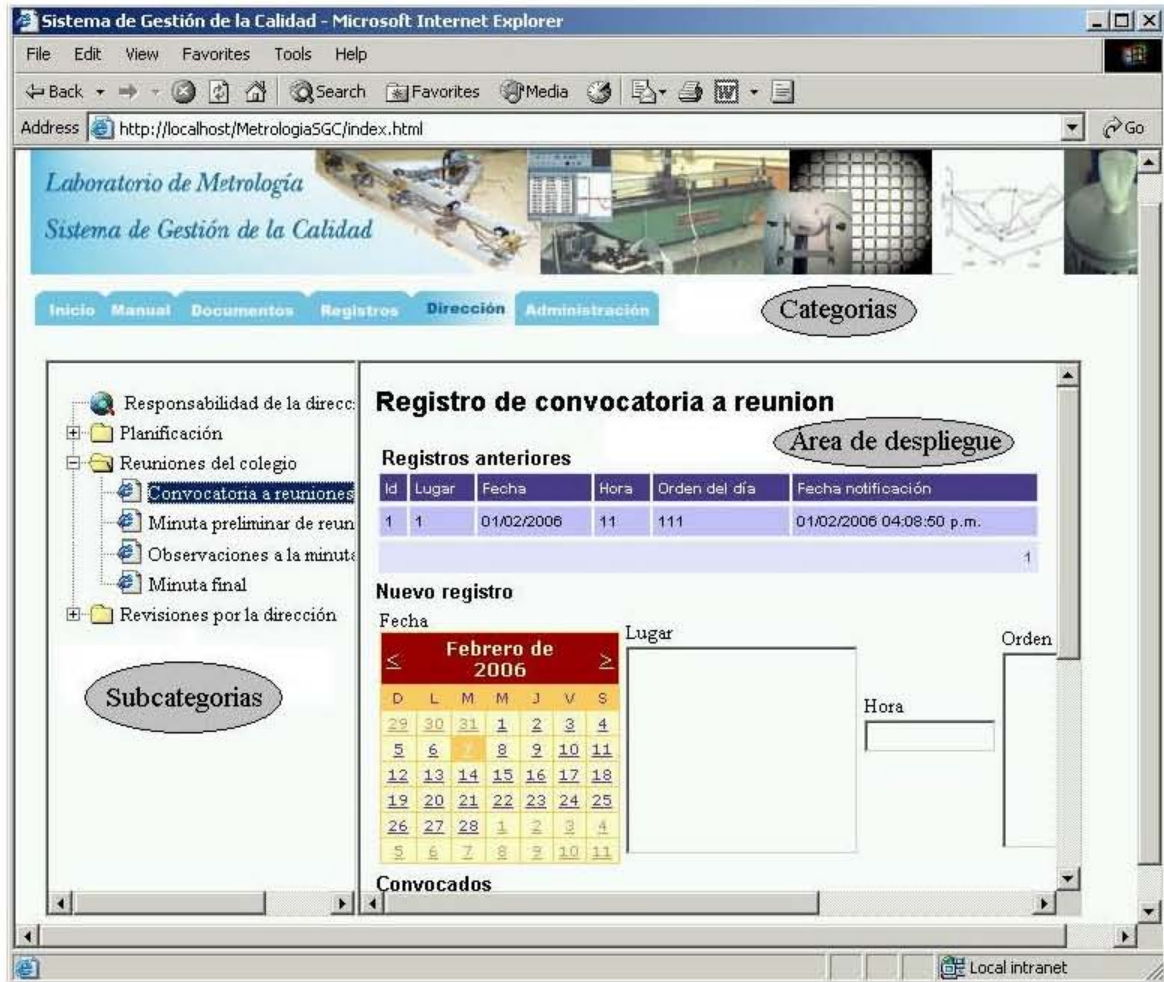 Sistema de Gestión de la Calidad - Microsoft Internet Explorer
File Edit View Favorites Tools Help
Back Search Favorites Media
Address http://localhost/MetrologiaSGC/index.html Go
Laboratorio de Metrología
Sistema de Gestión de la Calidad
Inicio Manual Documentos Registros Dirección Administración
Categorias
Responsabilidad de la direcc
Planificación
Reuniones del colegio
Convocatoria a reuniones
Minuta preliminar de reun
Observaciones a la minuta
Minuta final
Revisiones por la dirección
Subcategorias
Registro de convocatoria a reunion
Area de despliegue
Registros anteriores
Id Lugar Fecha Hora Orden del día Fecha notificación
1 1 01/02/2006 11 111 01/02/2006 04:08:50 p.m.
1
Nuevo registro
Fecha
< Febrero de 2006 >
D L M M J V S
29 30 31 1 2 3 4
5 6 7 8 9 10 11
12 13 14 15 16 17 18
19 20 21 22 23 24 25
26 27 28 1 2 3 4
5 6 7 8 9 10 11
Lugar
Hora
Orden
Convocados
Local intranet